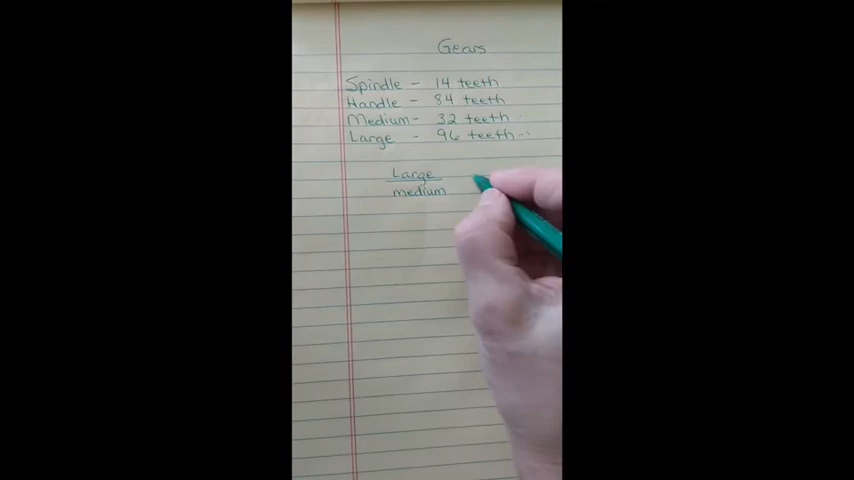 Gears
Spindle - 14 teeth
Handle - 84 teeth
Medium - 32 teeth
Large - 96 teeth
Large
medium